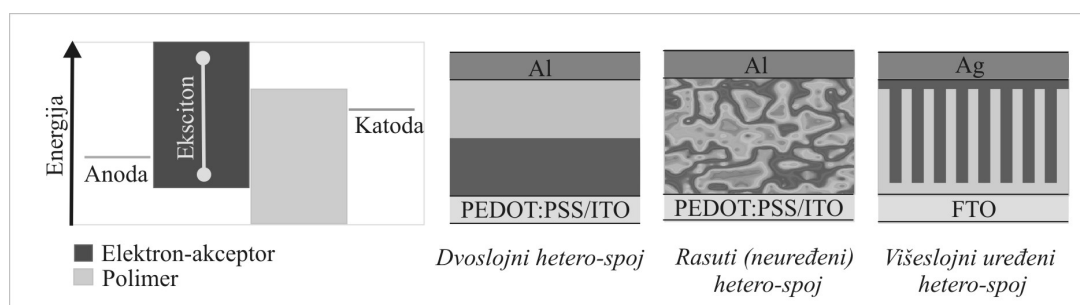 Energija
Anoda
Eksciton
Katoda
Elektron-akceptor
Polimer
Al
PEDOT:PSS/ITO
Dvoslojni hetero-spoj
Al
PEDOT:PSS/ITO
Rasuti (neuređeni)
hetero-spoj
Ag
FTO
Višeslojni uređeni
hetero-spoj